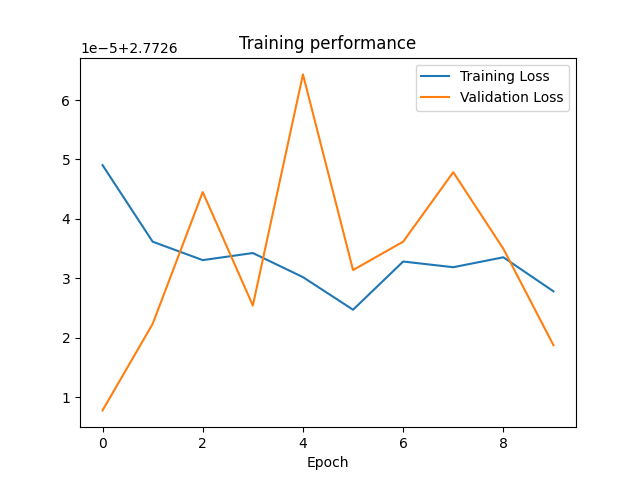 1e−5+2.7726
Training performance
Training Loss
Validation Loss
6
5
4
3
2
1
0 2 4 6 8
Epoch